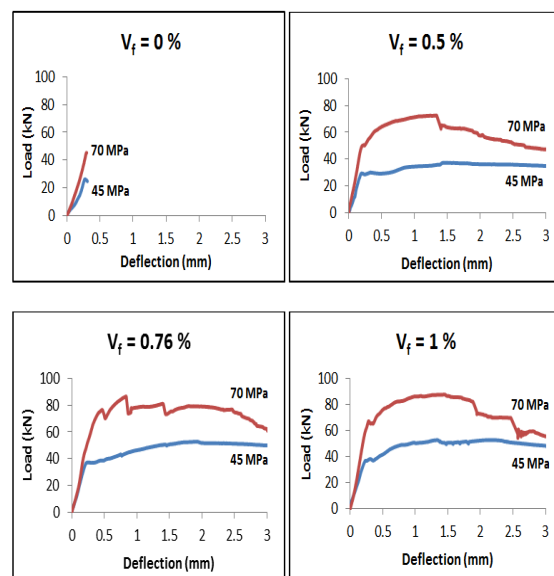 V_f = 0 %
Load (kN)
100
80
60
40
20
0
70 MPa
45 MPa
0 0.5 1 1.5 2 2.5 3
Deflection (mm)
V_f = 0.5 %
Load (kN)
100
80
60
40
20
0
70 MPa
45 MPa
0 0.5 1 1.5 2 2.5 3
Deflection (mm)
V_f = 0.76 %
Load (kN)
100
80
60
40
20
0
70 MPa
45 MPa
0 0.5 1 1.5 2 2.5 3
Deflection (mm)
V_f = 1 %
Load (kN)
100
80
60
40
20
0
70 MPa
45 MPa
0 0.5 1 1.5 2 2.5 3
Deflection (mm)